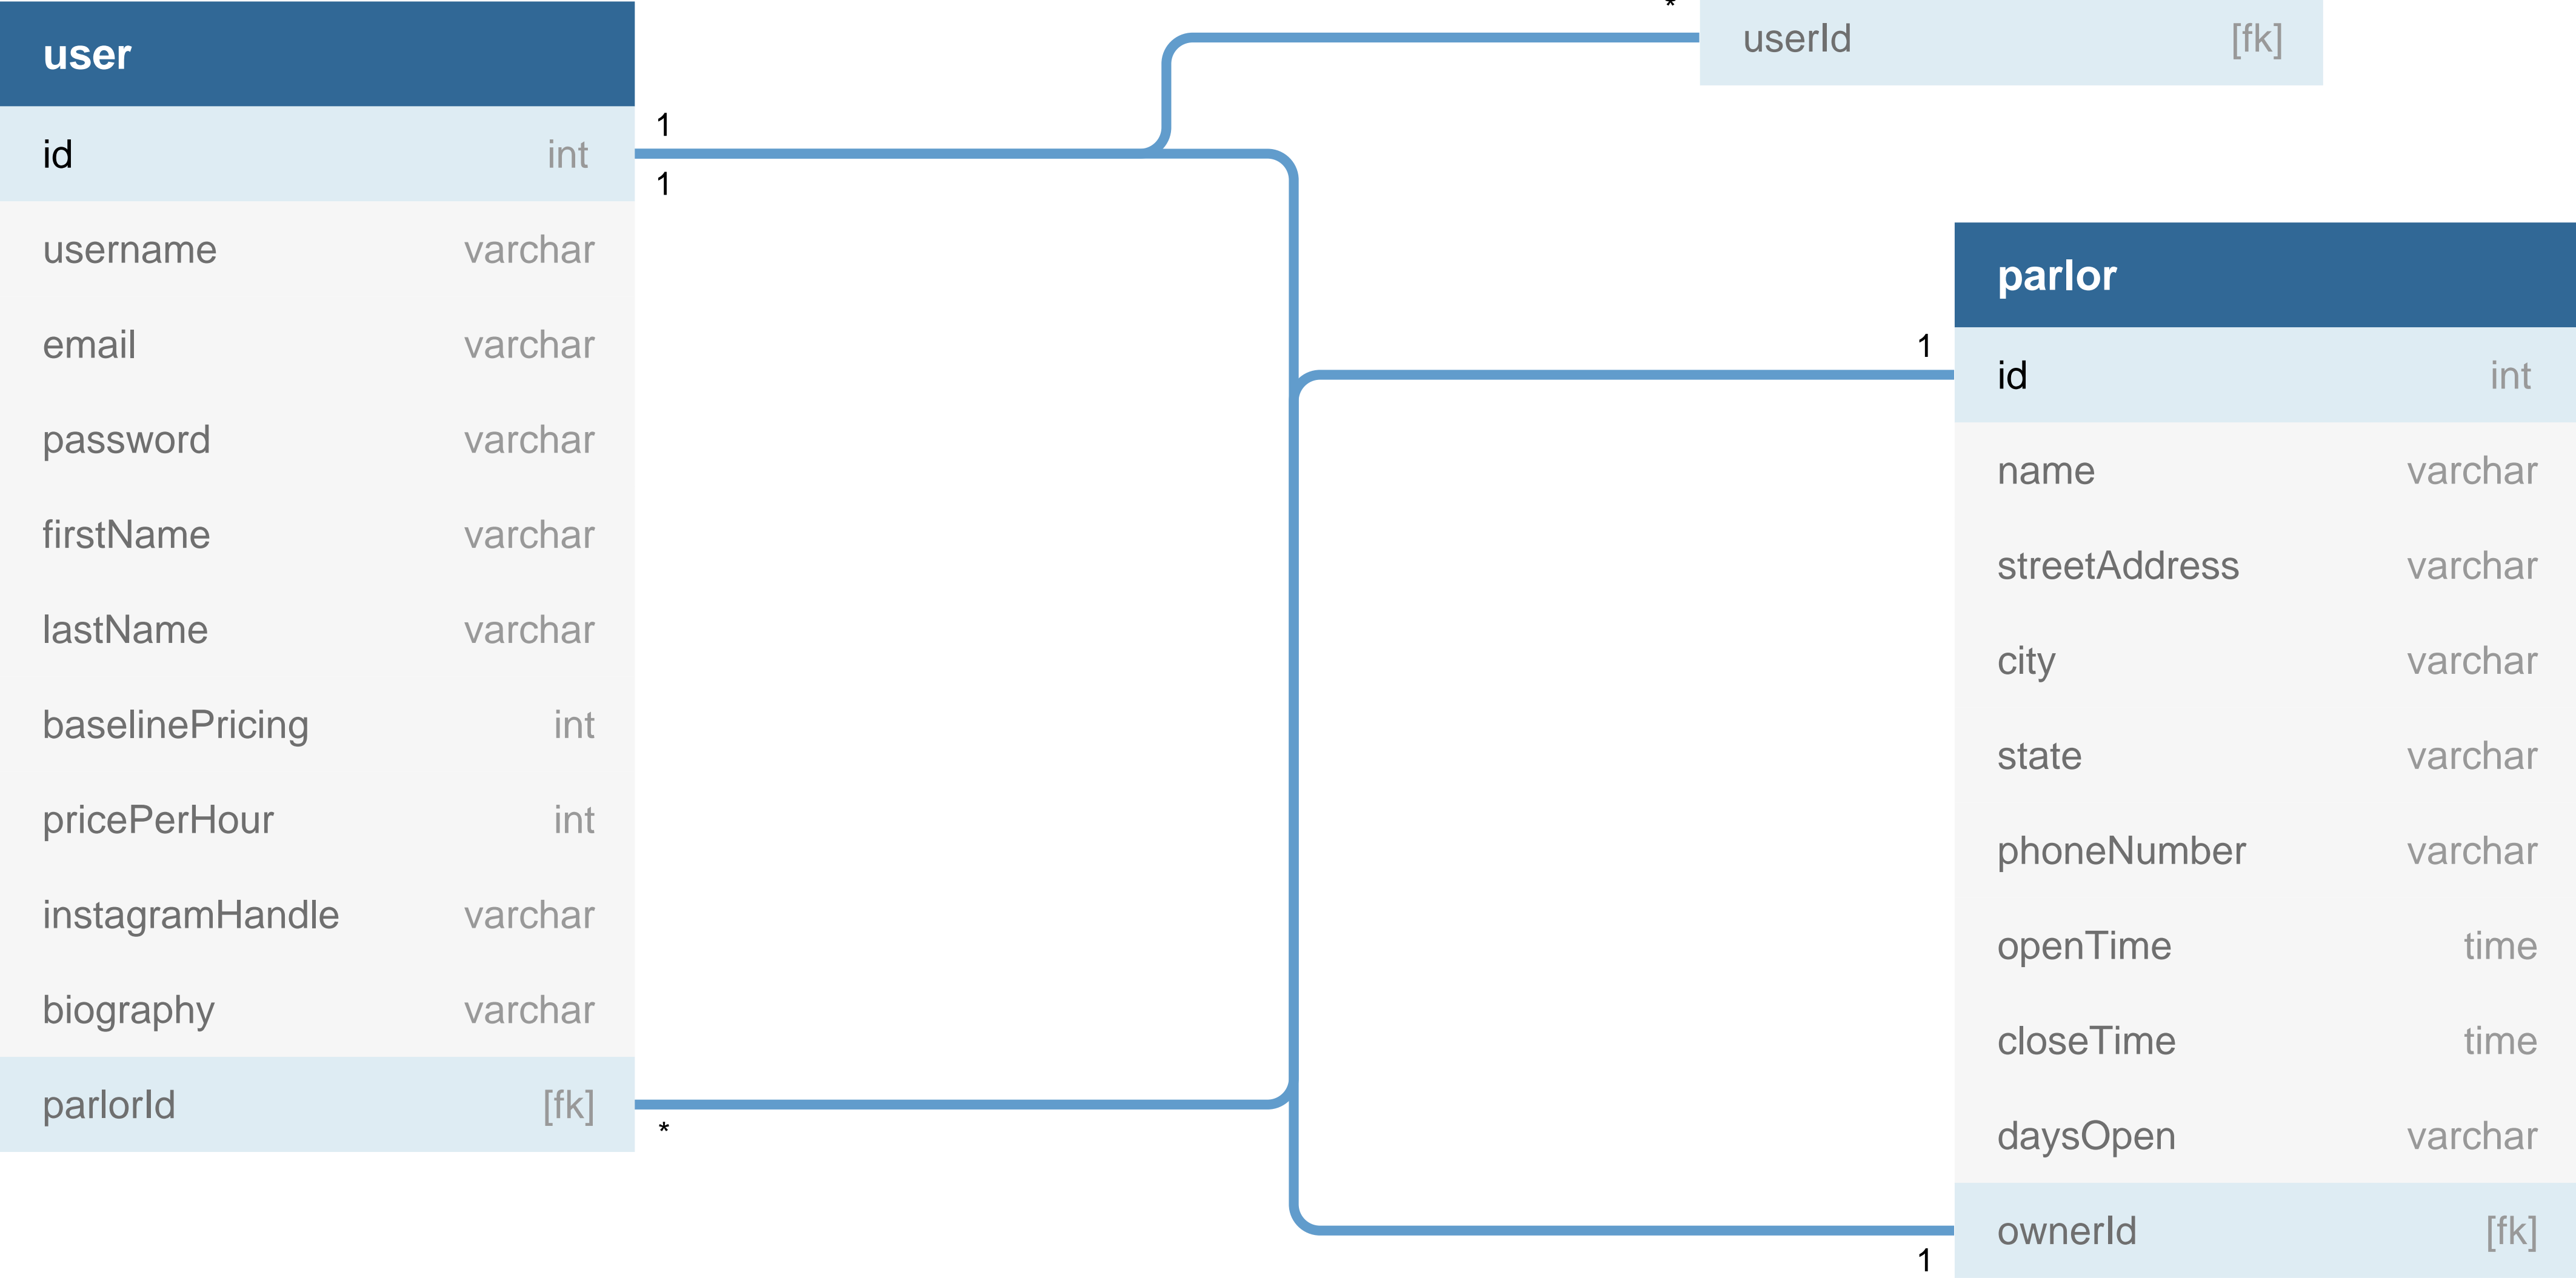 *
userId [fk]
user
1
id int
1
username varchar
email varchar
password varchar
firstName varchar
lastName varchar
baselinePricing int
pricePerHour int
instagramHandle varchar
biography varchar
parlorId [fk]
*
parlor
1
id int
name varchar
streetAddress varchar
city varchar
state varchar
phoneNumber varchar
openTime time
closeTime time
daysOpen varchar
ownerId [fk]
1